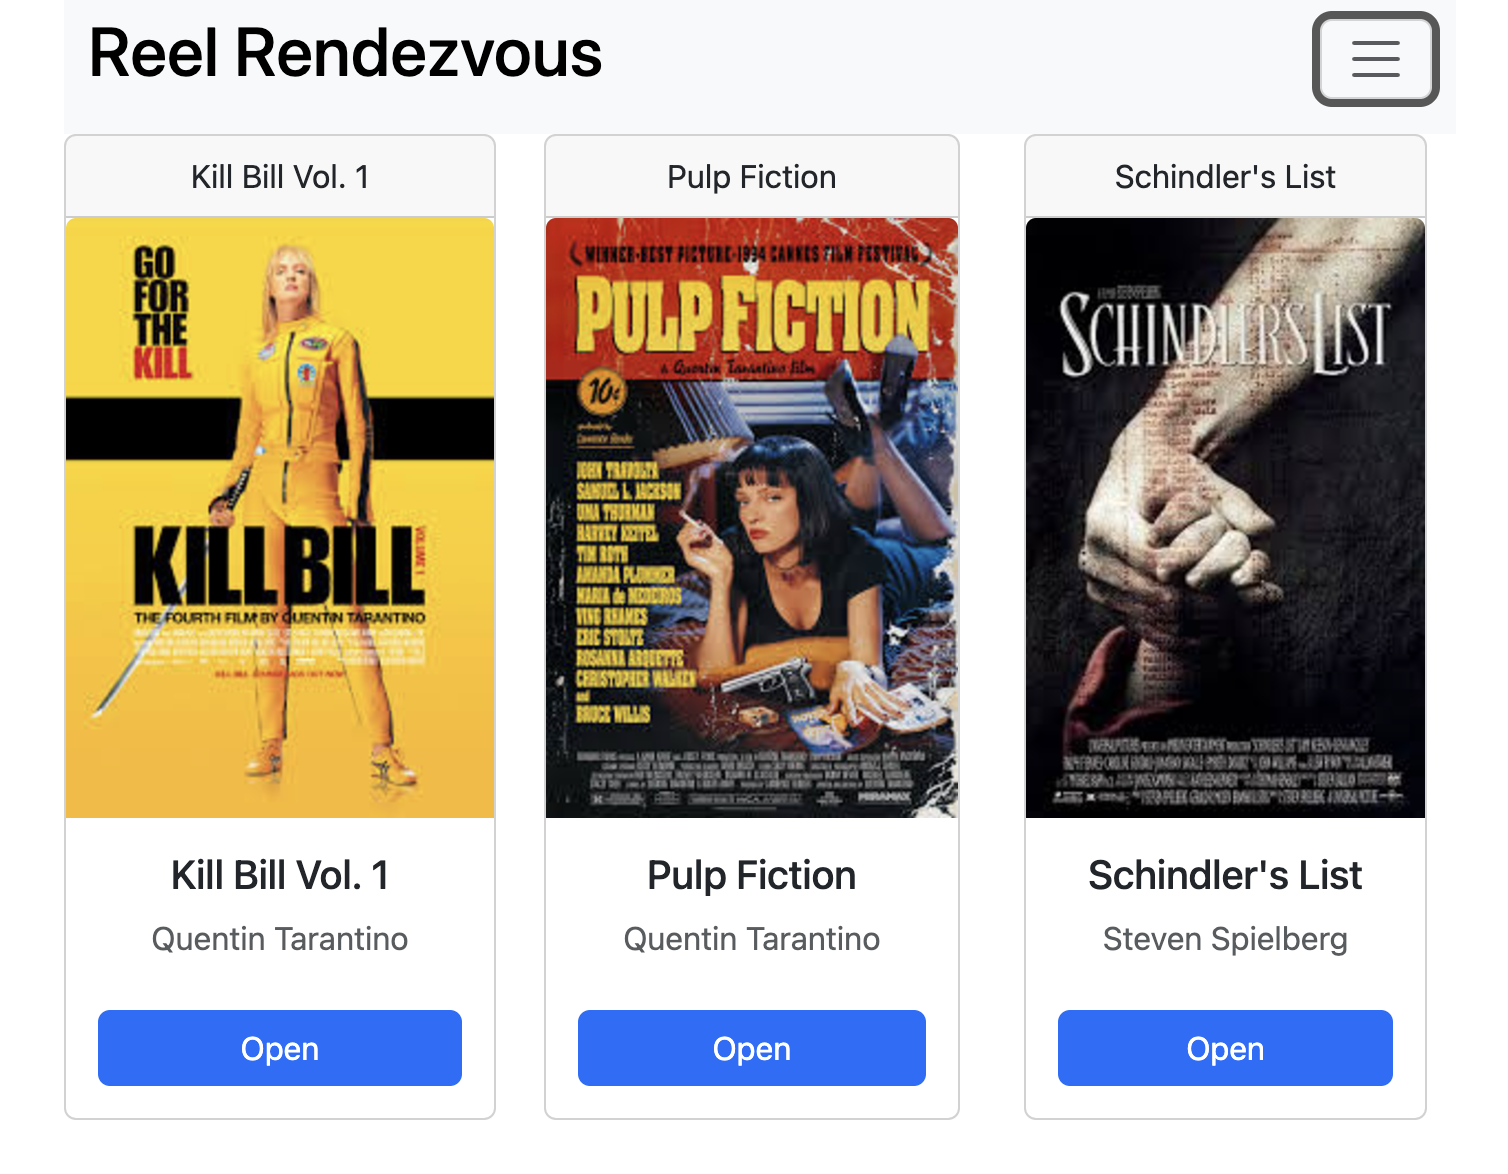 Reel Rendezvous
Kill Bill Vol. 1
GO
FOR
THE
KILL
KILL BILL
VOLUME 1
THE FOURTH FILM BY QUENTIN TARANTINO
Quentin Tarantino
Kill Bill Vol. 1
Quentin Tarantino
Open
Pulp Fiction
WINNER-BEST PICTURE-1994 CANNES FILM FESTIVAL
PULP FICTION
a Quentin Tarantino film
10¢
JOHN TRAVOLTA
SAMUEL L. JACKSON
UMA THURMAN
HARVEY KEITEL
TIM ROTH
AMANDA PLUMMER
MARIA de MEDEIROS
VING RHAMES
ERIC STOLTZ
ROSANNA ARQUETTE
CHRISTOPHER WALKEN
and
BRUCE WILLIS
MIRAMAX
Pulp Fiction
Quentin Tarantino
Open
Schindler's List
SCHINDLER'S LIST
Schindler's List
Steven Spielberg
Open